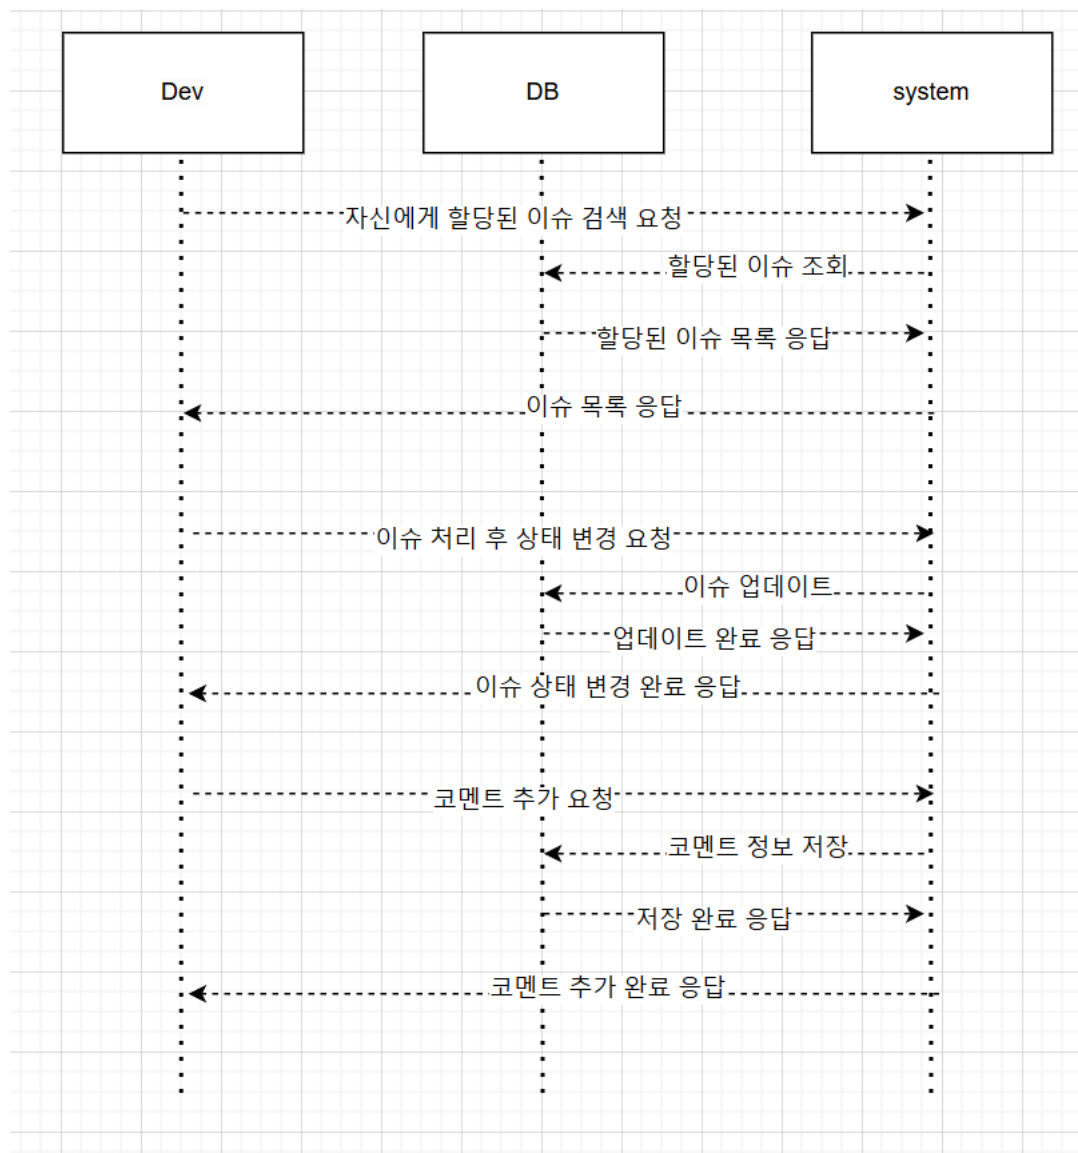 Dev
DB
system
자신에게 할당된 이슈 검색 요청
할당된 이슈 조회
할당된 이슈 목록 응답
이슈 목록 응답
이슈 처리 후 상태 변경 요청
이슈 업데이트
업데이트 완료 응답
이슈 상태 변경 완료 응답
코멘트 추가 요청
코멘트 정보 저장
저장 완료 응답
코멘트 추가 완료 응답